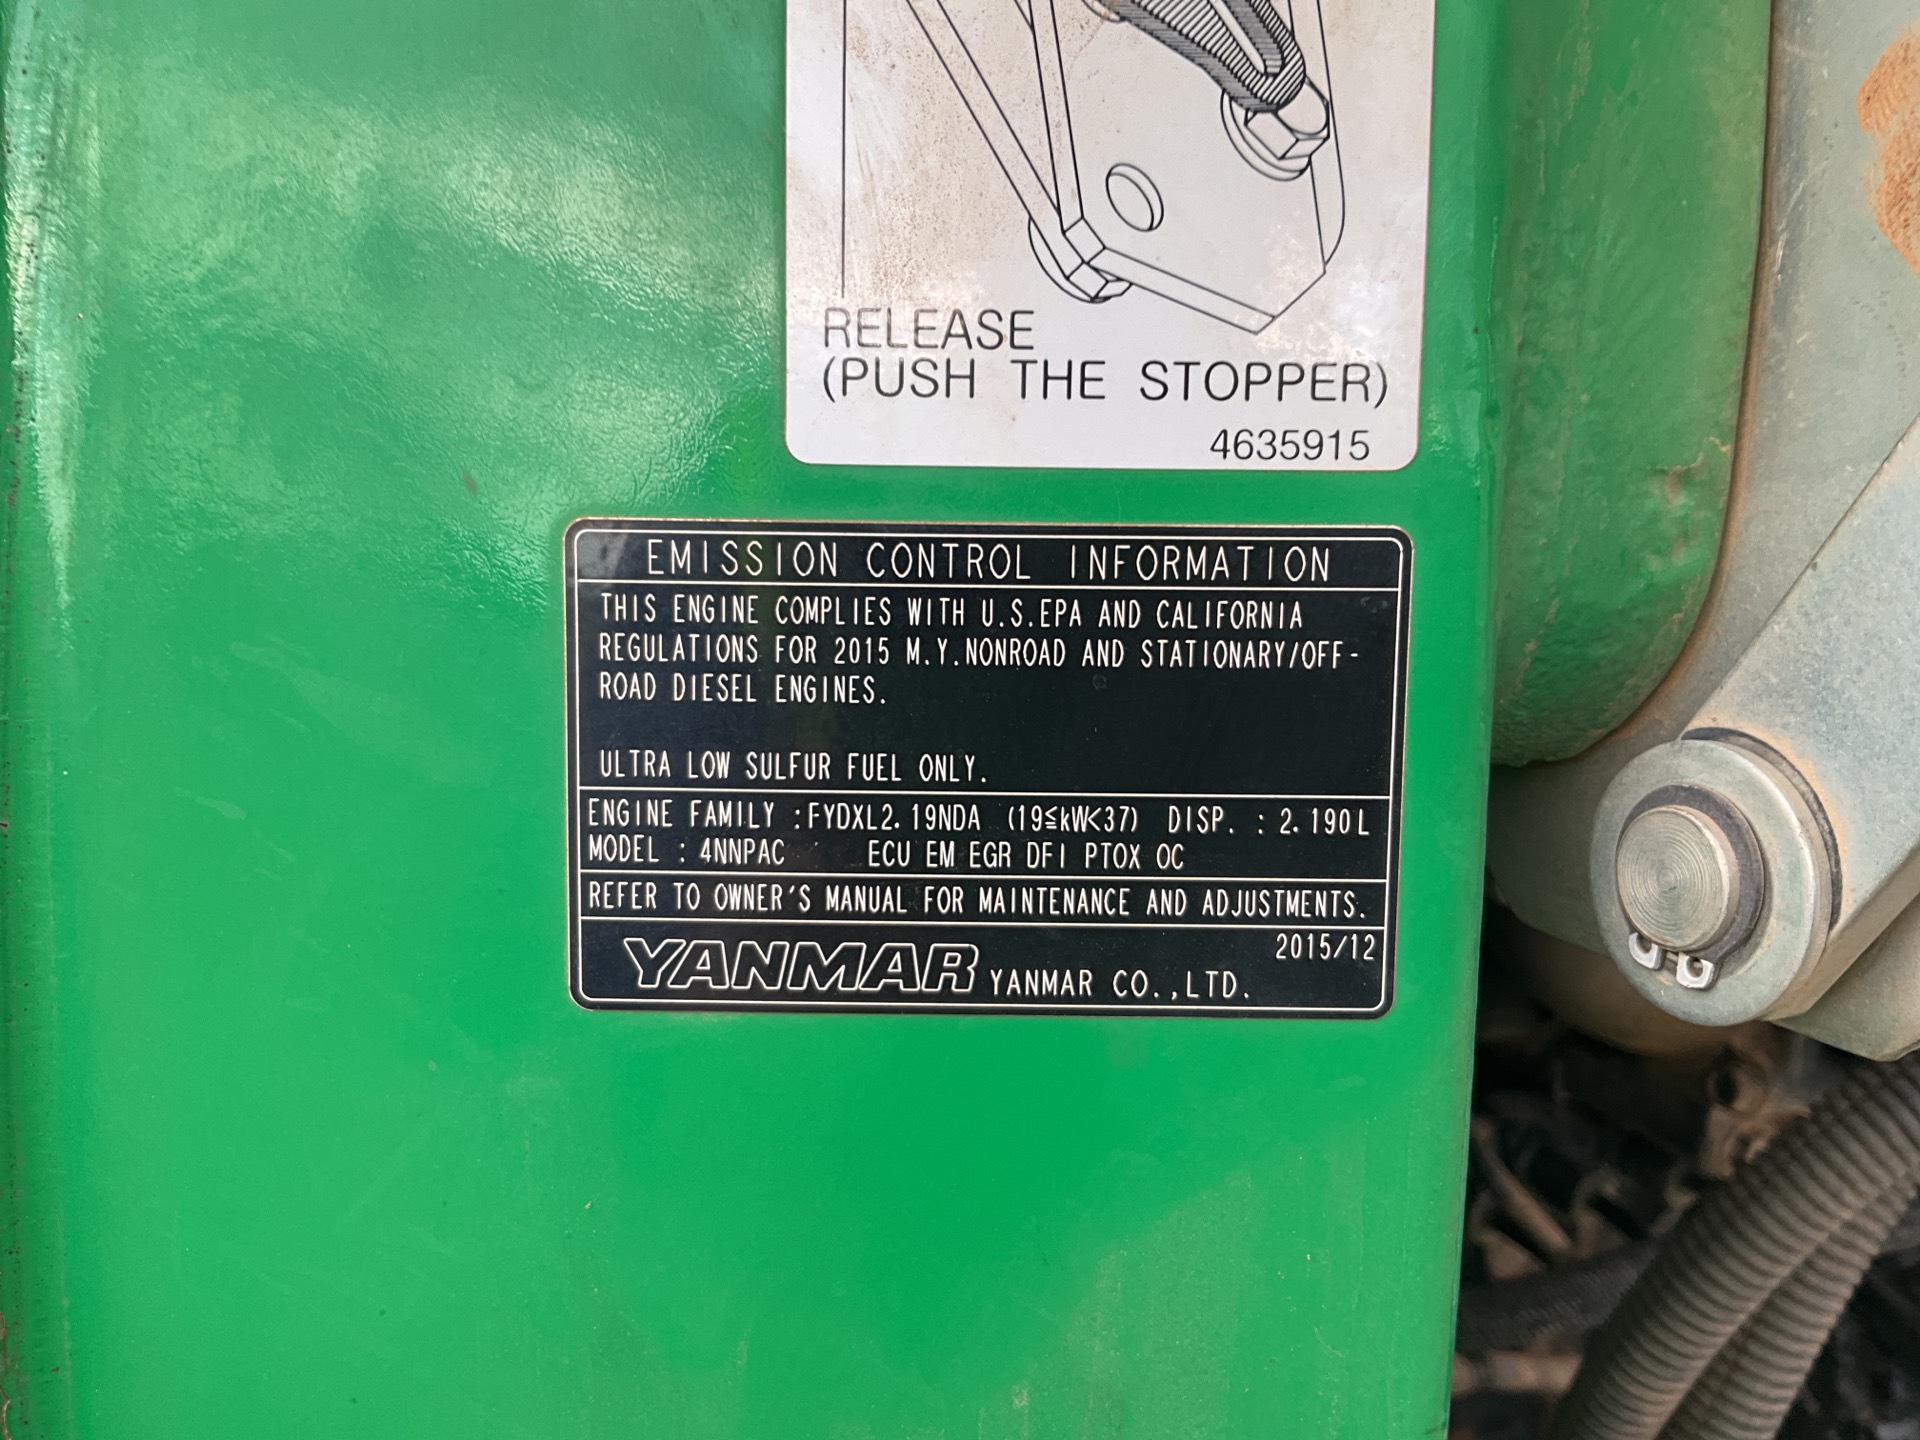 RELEASE
(PUSH THE STOPPER)
4635915
EMISSION CONTROL INFORMATION
THIS ENGINE COMPLIES WITH U.S.EPA AND CALIFORNIA
REGULATIONS FOR 2015 M.Y.NONROAD AND STATIONARY/OFF-
ROAD DIESEL ENGINES.
ULTRA LOW SULFUR FUEL ONLY.
ENGINE FAMILY :FYDXL2.19NDA (19≦kW<37) DISP. : 2.190L
MODEL : 4NNPAC ECU EM EGR DFI PTOX OC
REFER TO OWNER'S MANUAL FOR MAINTENANCE AND ADJUSTMENTS.
2015/12
YANMAR YANMAR CO.,LTD.